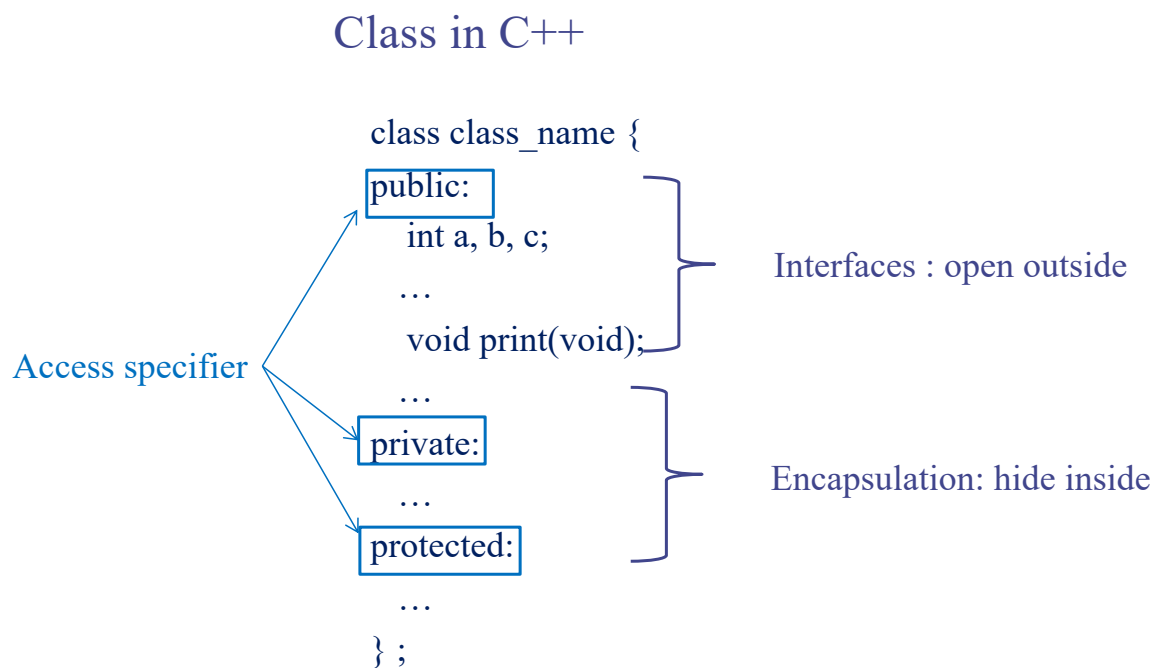 Class in C++
class class_name {
public:
int a, b, c;
…
Interfaces : open outside
void print(void);
Access specifier
…
private:
Encapsulation: hide inside
…
protected:
…
} ;